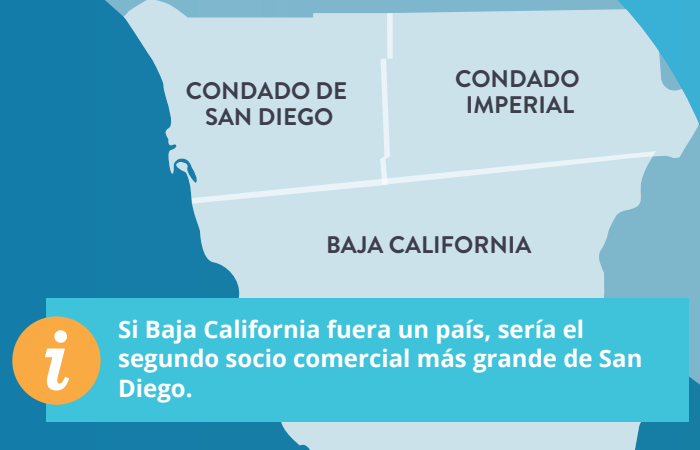 CONDADO DE
SAN DIEGO
CONDADO
IMPERIAL
BAJA CALIFORNIA
i
Si Baja California fuera un país, sería el
segundo socio comercial más grande de San
Diego.